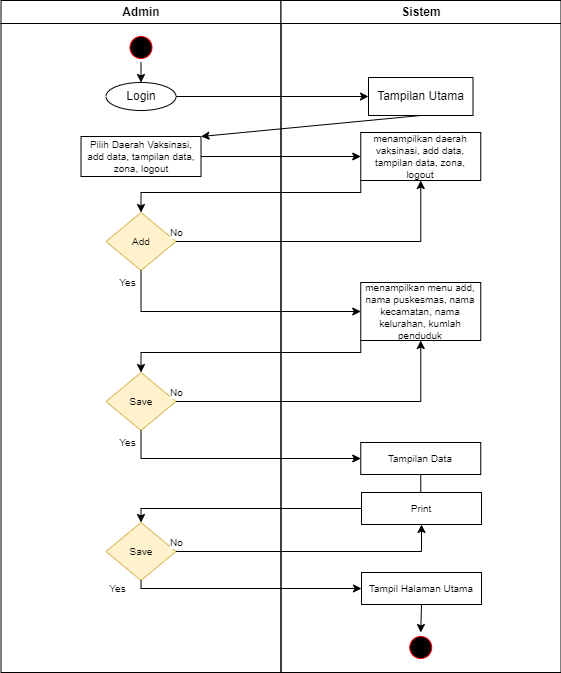 Admin
Sistem
Login
Tampilan Utama
Pilih Daerah Vaksinasi,
add data, tampilan data,
zona, logout
menampilkan daerah
vaksinasi, add data,
tampilan data, zona,
logout
Add
No
Yes
menampilkan menu add,
nama puskesmas, nama
kecamatan, nama
kelurahan, kumlah
penduduk
Save
No
Yes
Tampilan Data
Print
Save
No
Yes
Tampil Halaman Utama